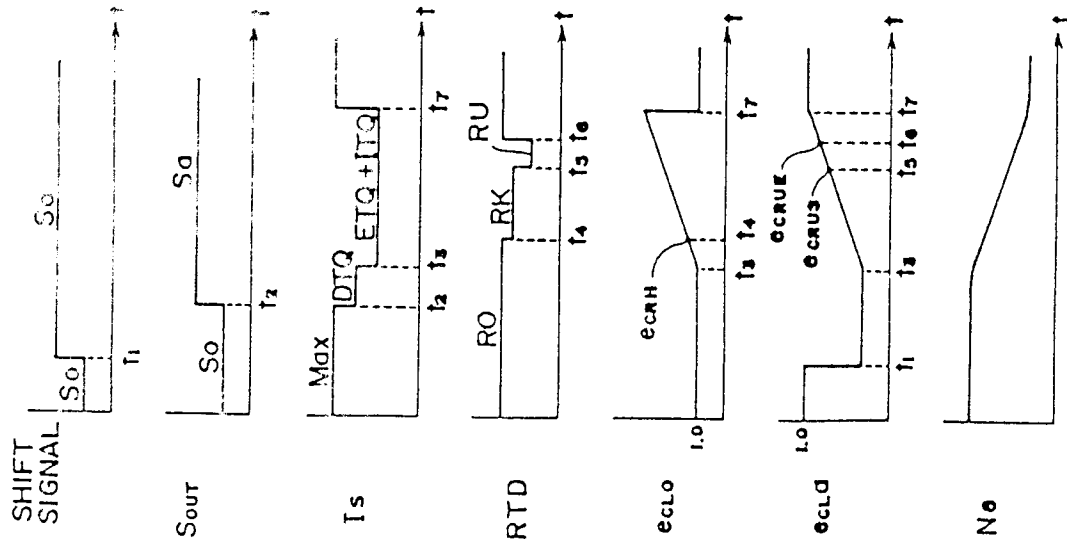 SHIFT
SIGNAL
So
Sa
t1
t
SOUT
So
Sa
t2
t
Is
Max
DTQ
ETQ + ITQ
t2
t3
t7
t
RTD
RO
RK
RU
t4
t5
t6
t
eCLO
1.0
eCRH
t3
t4
t7
t
eCLa
1.0
eCRUS
eCRUE
t1
t3
t5
t6
t7
t
Ne
t